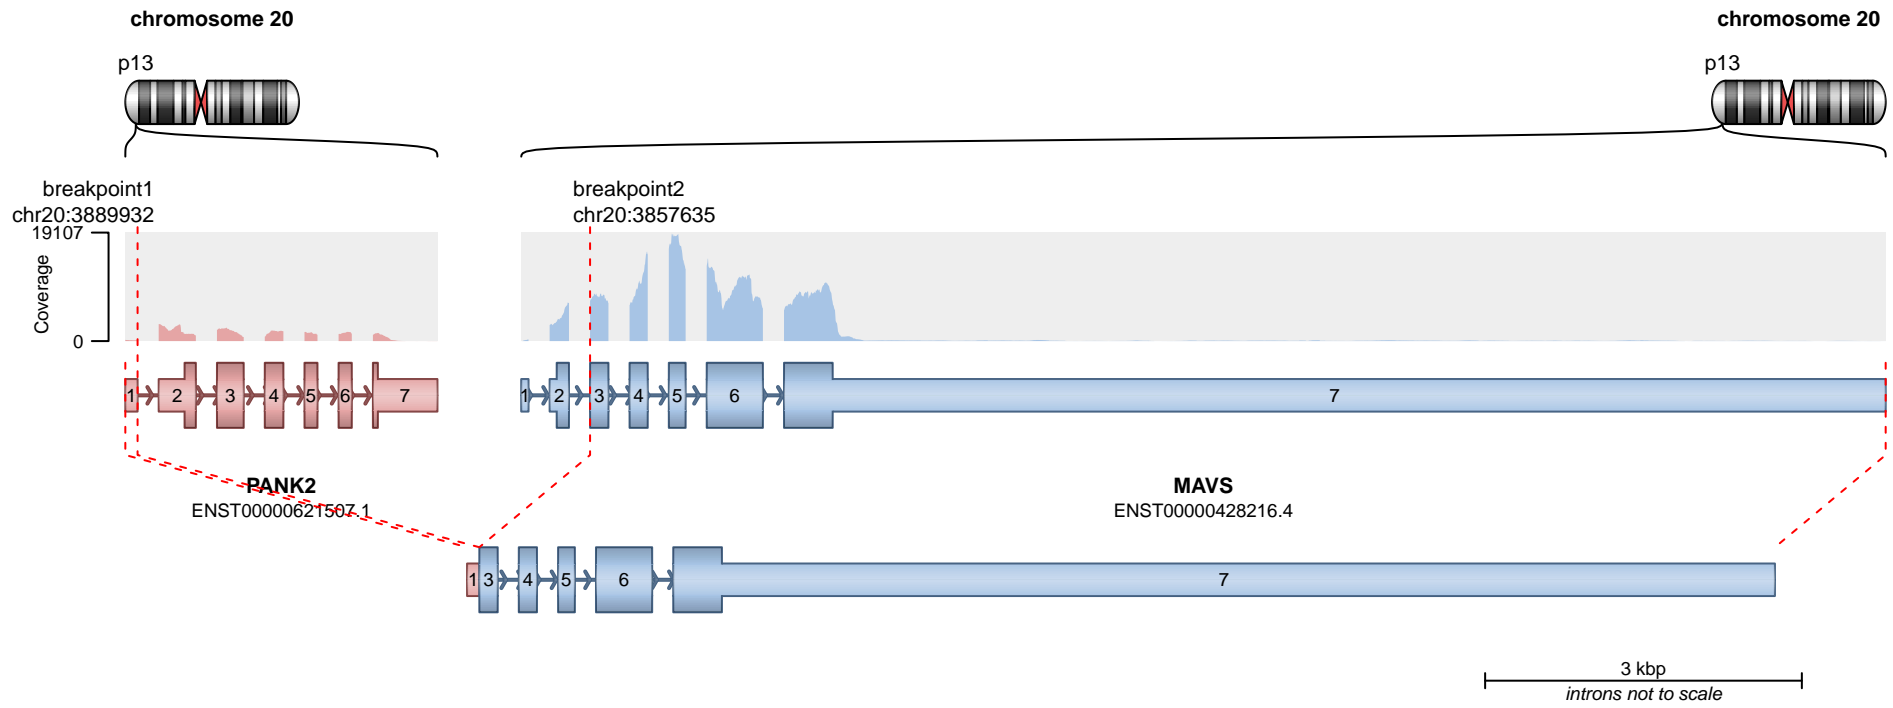 chromosome 20
chromosome 20
p13
p13
breakpoint1
chr20:3889932
breakpoint2
chr20:3857635
19107
Coverage
0
1 2 3 4 5 6 7
1 2 3 4 5 6 7
PANK2
ENST00000621507.1
MAVS
ENST00000428216.4
1 3 4 5 6 7
3 kbp
introns not to scale